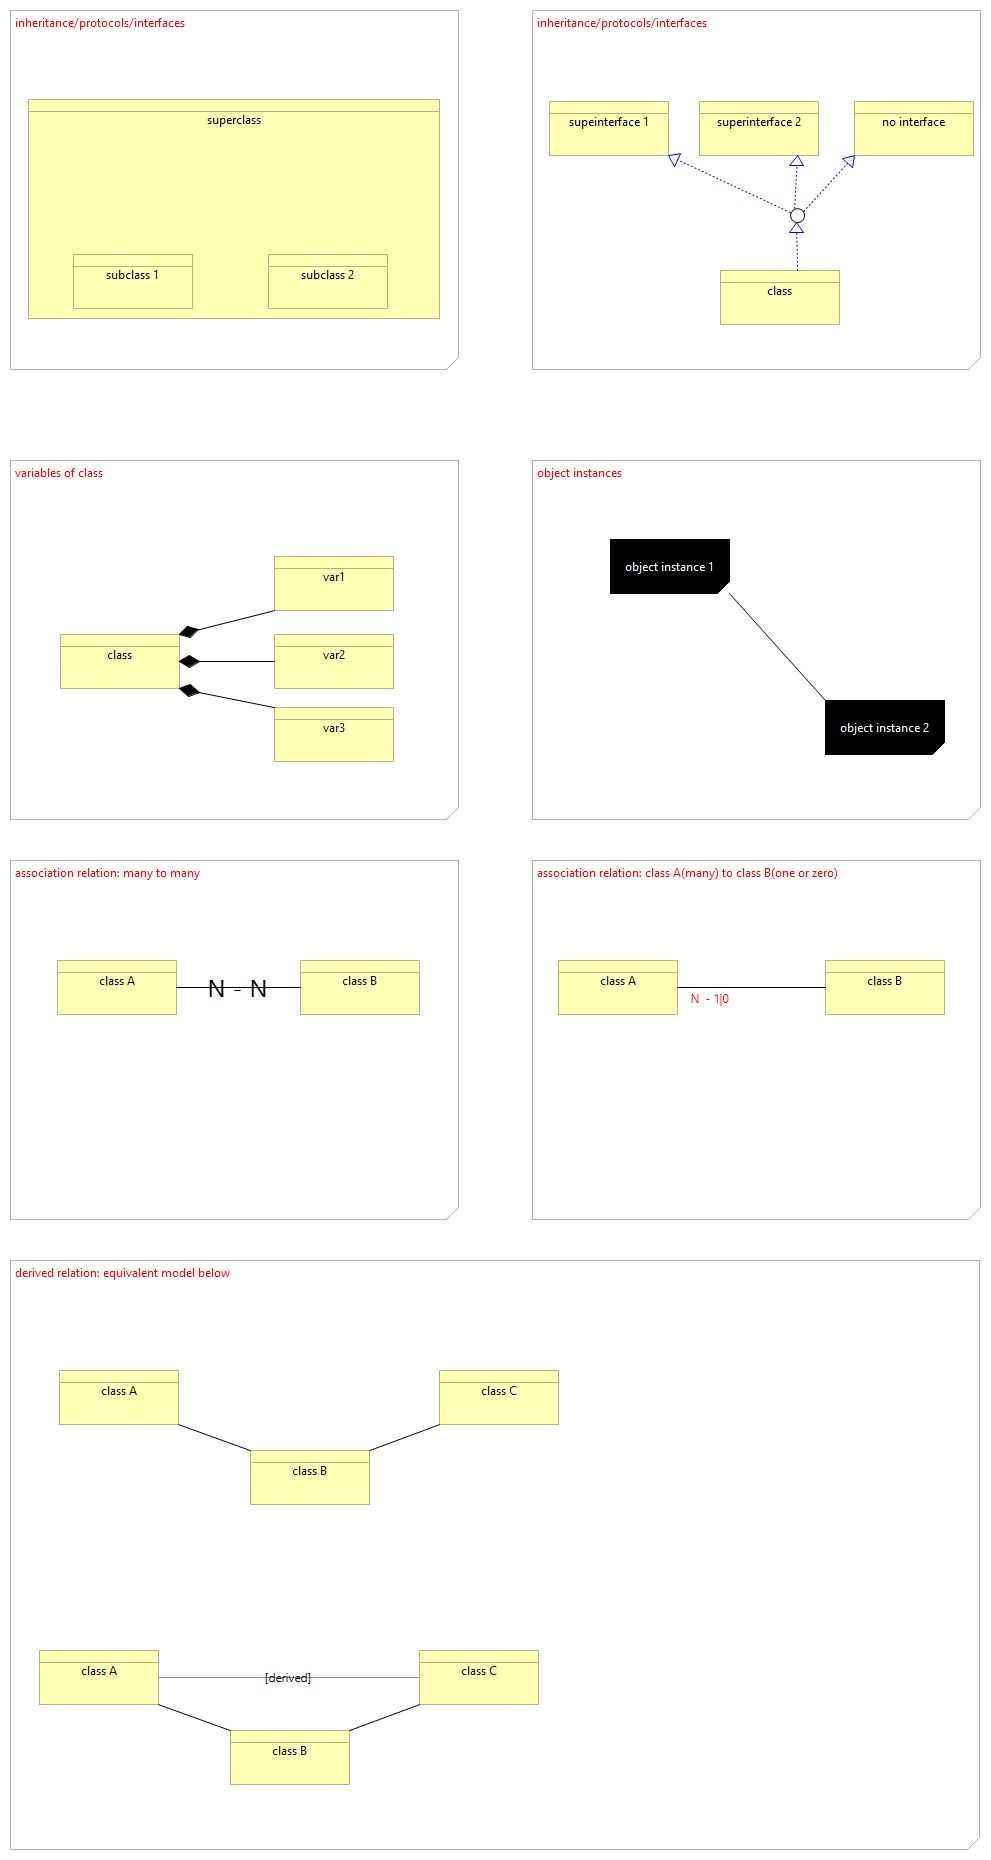 inheritance/protocols/interfaces
superclass
subclass 1
subclass 2
inheritance/protocols/interfaces
supeinterface 1
superinterface 2
no interface
class
variables of class
var1
class
var2
var3
object instances
object instance 1
object instance 2
association relation: many to many
class A
N - N
class B
association relation: class A(many) to class B(one or zero)
class A
N - 1|0
class B
derived relation: equivalent model below
class A
class C
class B
class A
[derived]
class C
class B